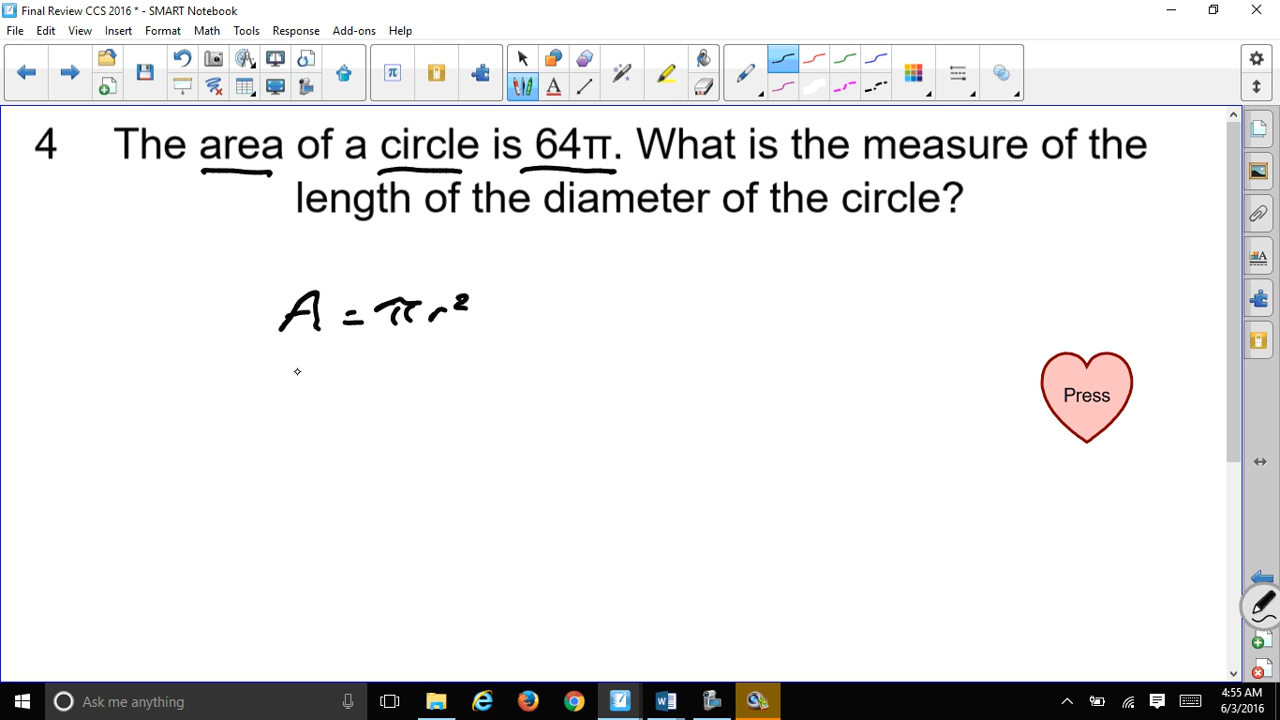 Final Review CCS 2016 * - SMART Notebook
File Edit View Insert Format Math Tools Response Add-ons Help
4 The area of a circle is 64π. What is the measure of the
length of the diameter of the circle?
A = πr²
Press
Ask me anything
4:55 AM
6/3/2016